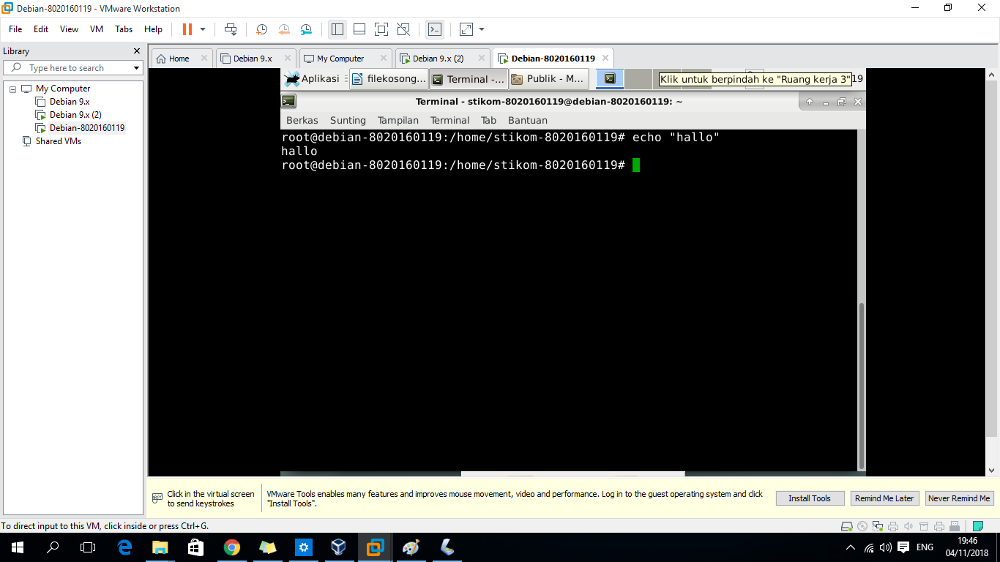 Debian-8020160119 - VMware Workstation
File Edit View VM Tabs Help
Library
Type here to search
My Computer
Debian 9.x
Debian 9.x (2)
Debian-8020160119
Shared VMs
Home Debian 9.x My Computer Debian 9.x (2) Debian-8020160119
Aplikasi filekosong... Terminal -... Publik - M... Klik untuk berpindah ke "Ruang kerja 3" 19
Terminal - stikom-8020160119@debian-8020160119: ~
Berkas Sunting Tampilan Terminal Tab Bantuan
root@debian-8020160119:/home/stikom-8020160119# echo "hallo"
hallo
root@debian-8020160119:/home/stikom-8020160119#
Click in the virtual screen
to send keystrokes
VMware Tools enables many features and improves mouse movement, video and performance. Log in to the guest operating system and click
"Install Tools".
Install Tools Remind Me Later Never Remind Me
To direct input to this VM, click inside or press Ctrl+G.
ENG
19:46
04/11/2018